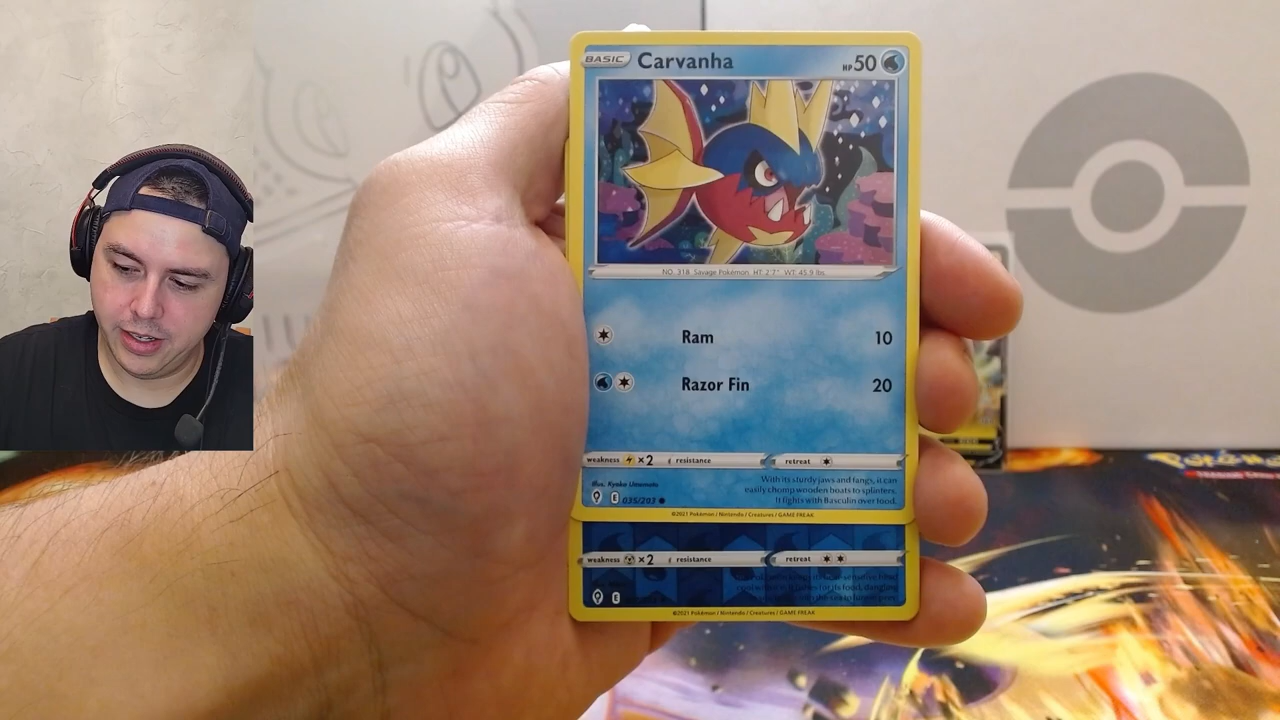 BASIC Carvanha HP 50
NO. 318 Savage Pokémon HT: 2'7" WT: 45.9 lbs.
Ram 10
Razor Fin 20
weakness ×2 resistance retreat
With its sturdy jaws and fangs, it can
easily chomp wooden boats to splinters.
It fights with Basculin over food.
Illus. Kyoko Umemoto
E 035/203
©2021 Pokémon / Nintendo / Creatures / GAME FREAK
weakness ×2 resistance retreat
E
©2021 Pokémon / Nintendo / Creatures / GAME FREAK